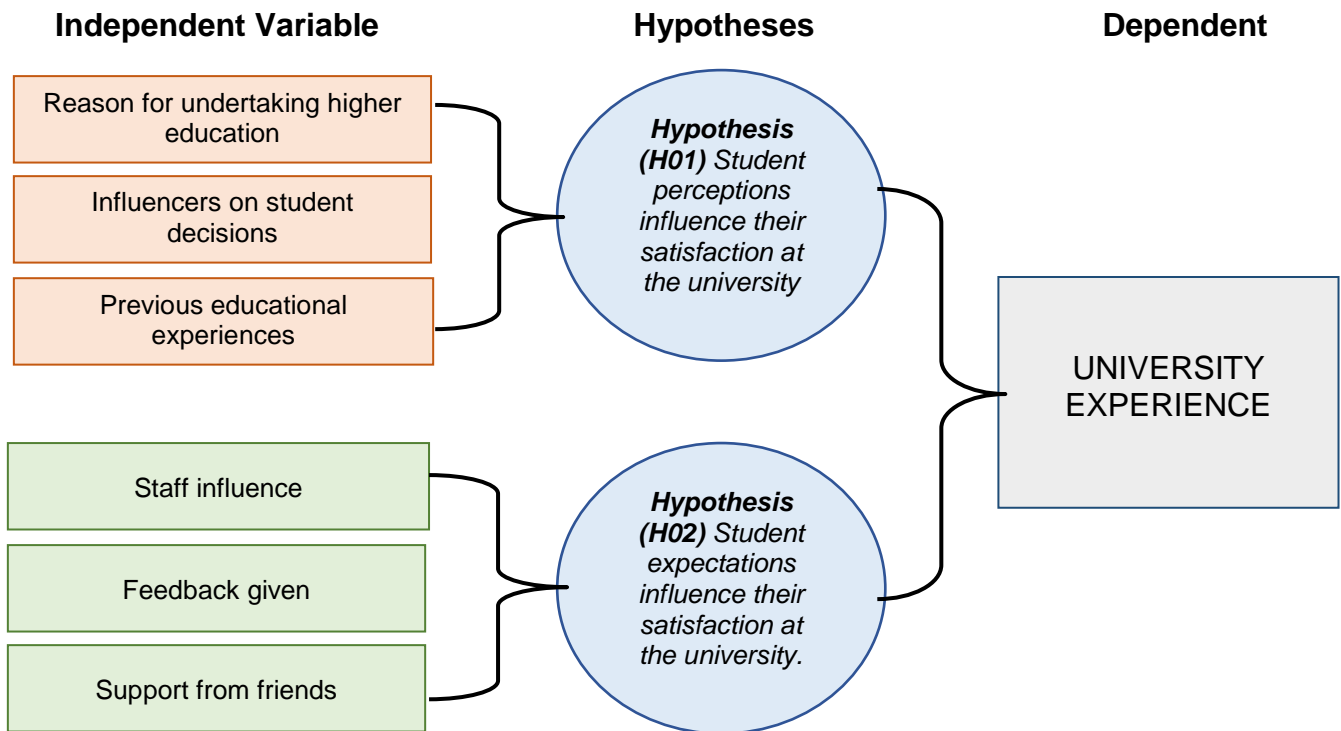 Independent Variable
Hypotheses
Dependent
Reason for undertaking higher
education
Influencers on student
decisions
Previous educational
experiences
Hypothesis
(H01) Student
perceptions
influence their
satisfaction at
the university
Staff influence
Feedback given
Support from friends
Hypothesis
(H02) Student
expectations
influence their
satisfaction at
the university.
UNIVERSITY
EXPERIENCE